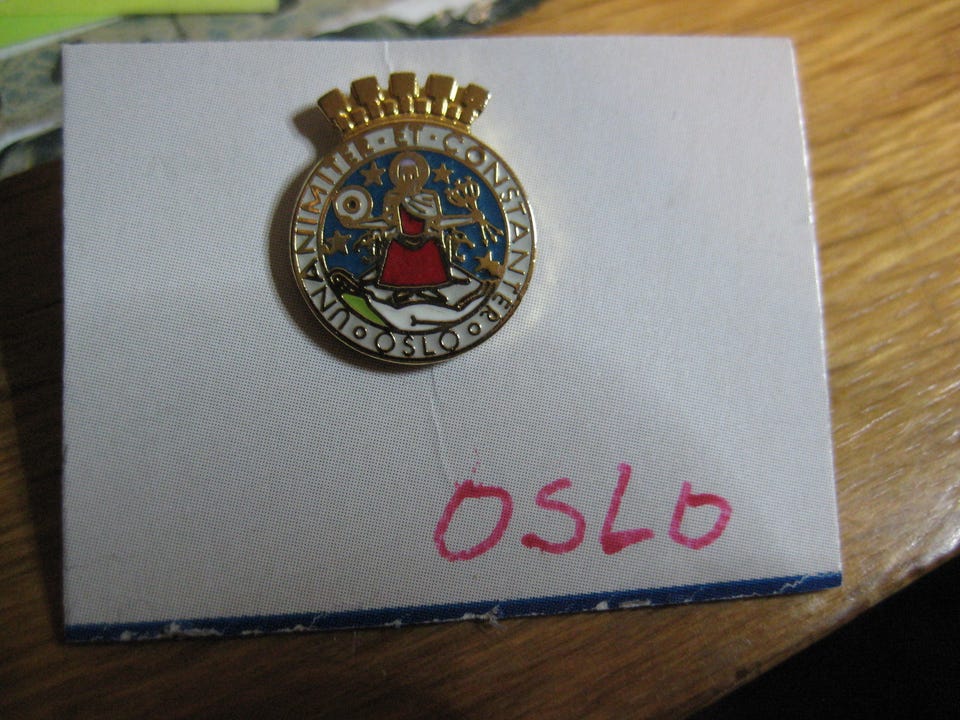 UNANIMITER · ET · CONSTANTER
OSLO
OSLO